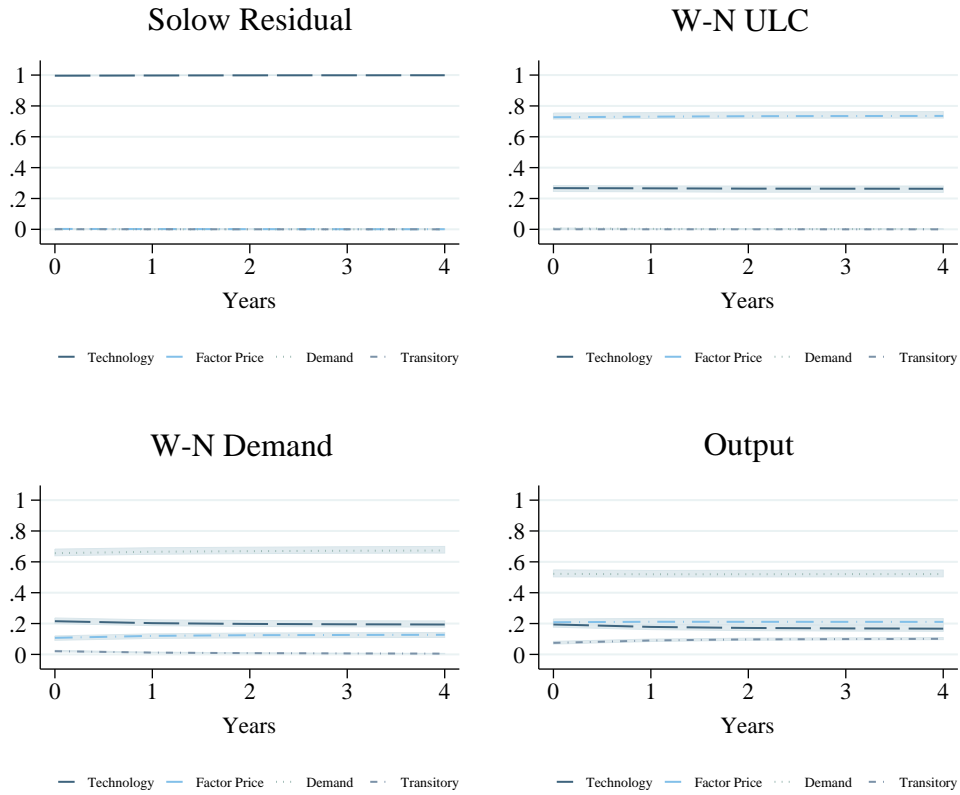 Solow Residual
1
.8
.6
.4
.2
0
0 1 2 3 4
Years
Technology Factor Price Demand Transitory
W-N ULC
1
.8
.6
.4
.2
0
0 1 2 3 4
Years
Technology Factor Price Demand Transitory
W-N Demand
1
.8
.6
.4
.2
0
0 1 2 3 4
Years
Technology Factor Price Demand Transitory
Output
1
.8
.6
.4
.2
0
0 1 2 3 4
Years
Technology Factor Price Demand Transitory